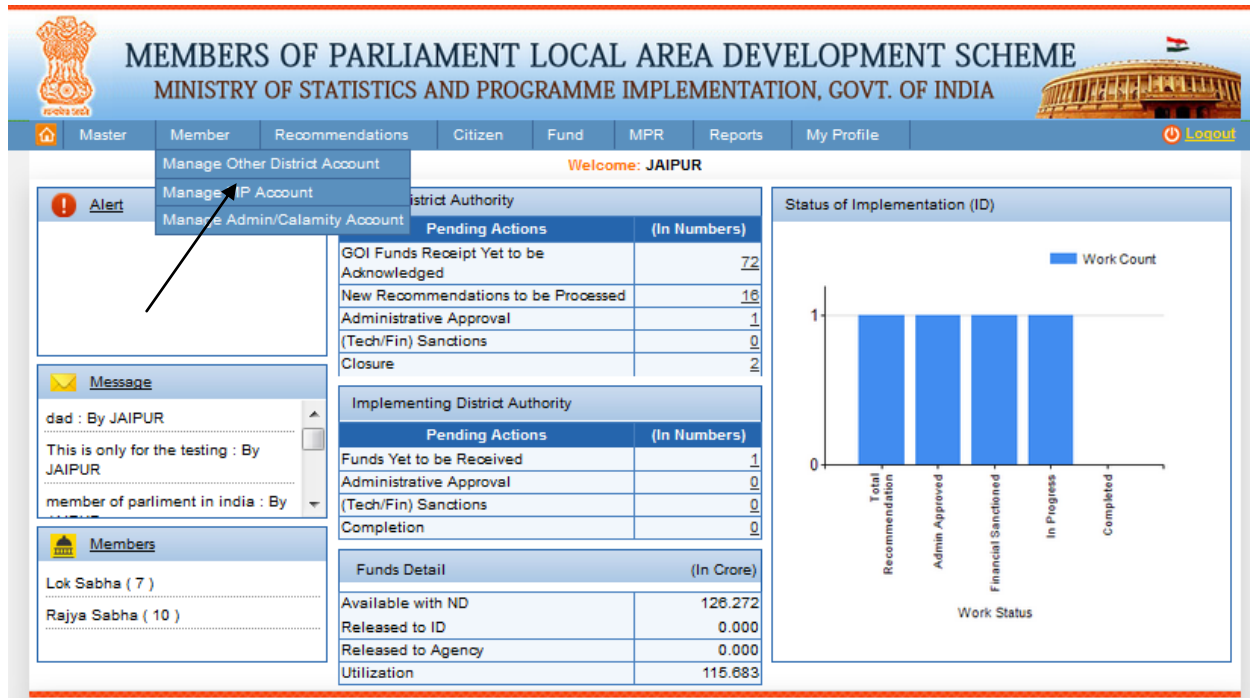 MEMBERS OF PARLIAMENT LOCAL AREA DEVELOPMENT SCHEME
MINISTRY OF STATISTICS AND PROGRAMME IMPLEMENTATION, GOVT. OF INDIA
सत्यमेव जयते
Master Member Recommendations Citizen Fund MPR Reports My Profile Logout
Manage Other District Account
Manage Account
Manage Admin/Calamity Account
Welcome: JAIPUR
Alert
District Authority
Pending Actions (In Numbers)
GOI Funds Receipt Yet to be
Acknowledged 72
New Recommendations to be Processed 16
Administrative Approval 1
(Tech/Fin) Sanctions 0
Closure 2
Message
dad : By JAIPUR
This is only for the testing : By
JAIPUR
member of parliment in india : By
Implementing District Authority
Pending Actions (In Numbers)
Funds Yet to be Received 1
Administrative Approval 0
(Tech/Fin) Sanctions 0
Completion 0
Members
Lok Sabha ( 7 )
Rajya Sabha ( 10 )
Funds Detail (In Crore)
Available with ND 126.272
Released to ID 0.000
Released to Agency 0.000
Utilization 115.683
Status of Implementation (ID)
Work Count
1
0
Total
Recommendation
Admin Approved
Financial Sanctioned
In Progress
Completed
Work Status